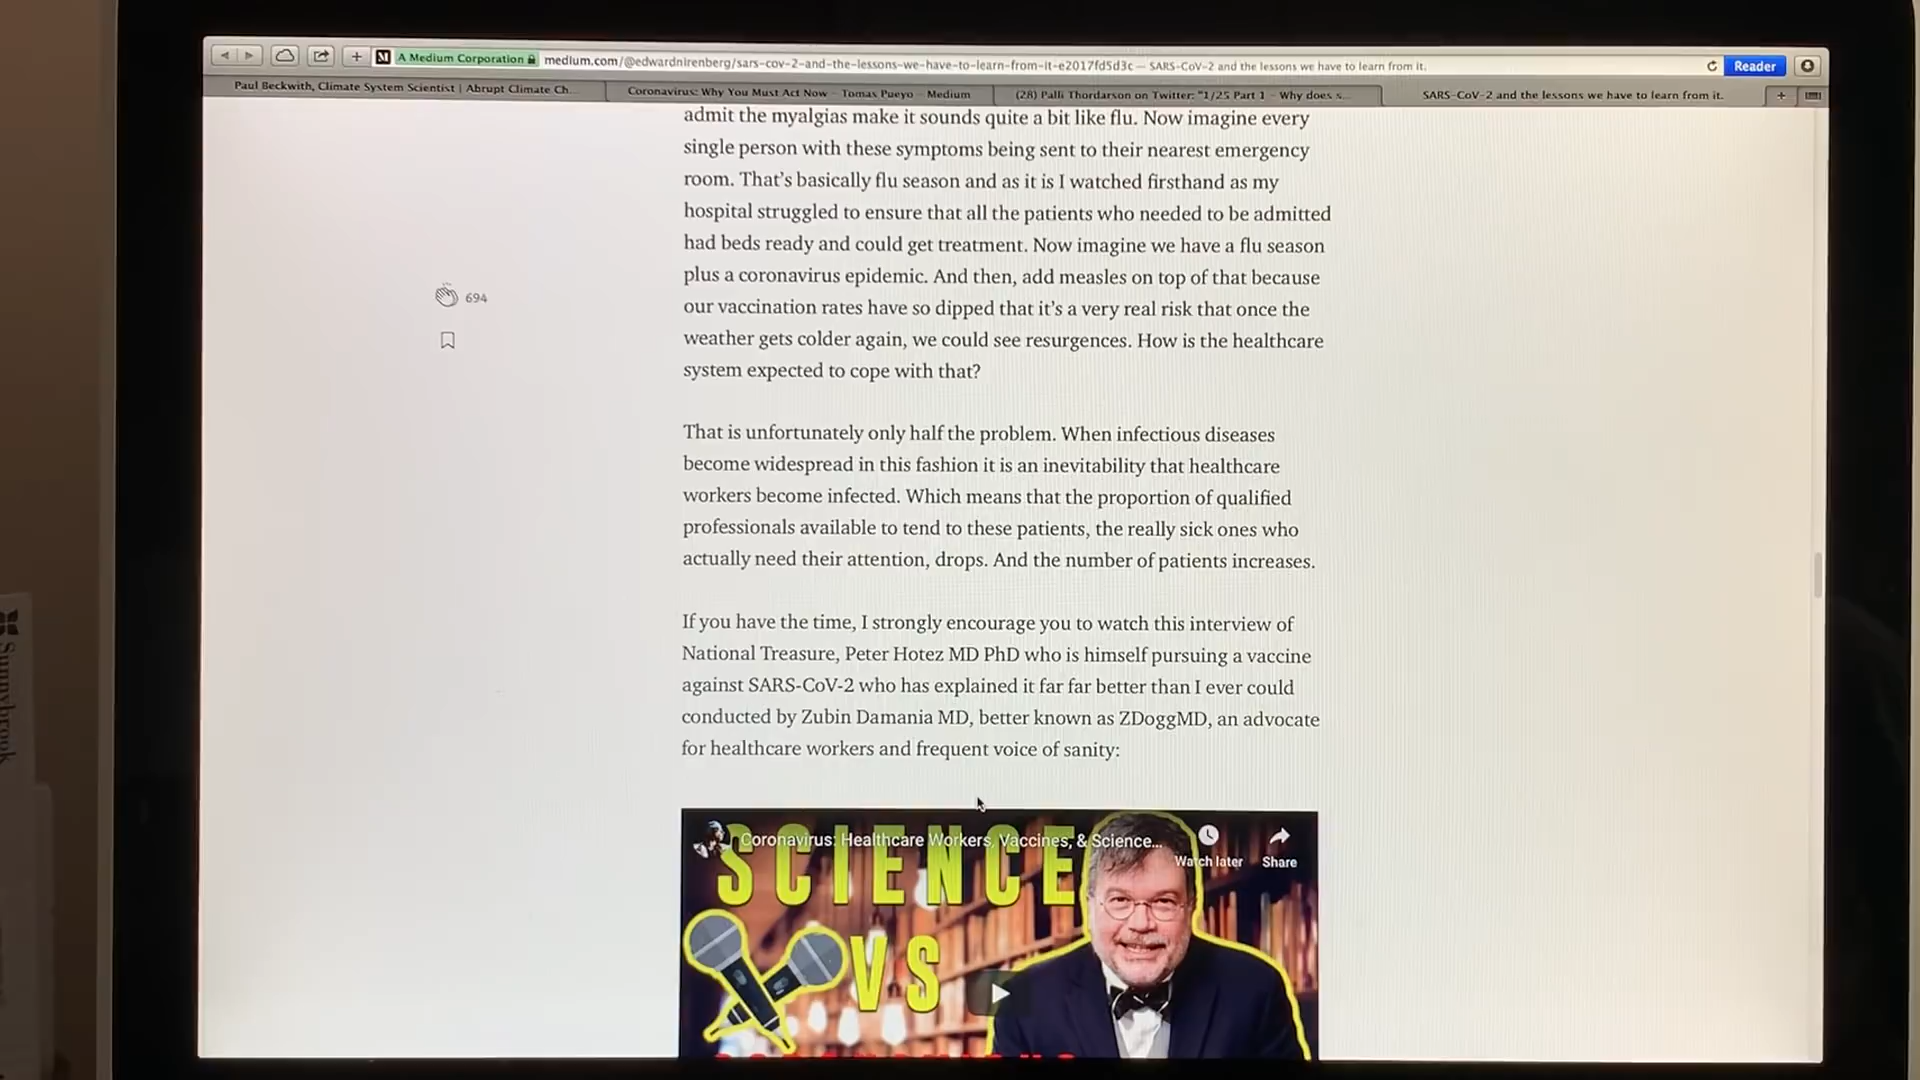 A Medium Corporation
medium.com/@edwardnirenberg/sars-cov-2-and-the-lessons-we-have-to-learn-from-it-e2017fd5d3c — SARS-CoV-2 and the lessons we have to learn from it.
Reader
Paul Beckwith, Climate System Scientist | Abrupt Climate Ch...
Coronavirus: Why You Must Act Now - Tomas Pueyo - Medium
(28) Palli Thordarson on Twitter: "1/25 Part 1 - Why does s...
SARS-CoV-2 and the lessons we have to learn from it.
admit the myalgias make it sounds quite a bit like flu. Now imagine every
single person with these symptoms being sent to their nearest emergency
room. That's basically flu season and as it is I watched firsthand as my
hospital struggled to ensure that all the patients who needed to be admitted
had beds ready and could get treatment. Now imagine we have a flu season
plus a coronavirus epidemic. And then, add measles on top of that because
our vaccination rates have so dipped that it's a very real risk that once the
weather gets colder again, we could see resurgences. How is the healthcare
system expected to cope with that?
694
That is unfortunately only half the problem. When infectious diseases
become widespread in this fashion it is an inevitability that healthcare
workers become infected. Which means that the proportion of qualified
professionals available to tend to these patients, the really sick ones who
actually need their attention, drops. And the number of patients increases.
If you have the time, I strongly encourage you to watch this interview of
National Treasure, Peter Hotez MD PhD who is himself pursuing a vaccine
against SARS-CoV-2 who has explained it far far better than I ever could
conducted by Zubin Damania MD, better known as ZDoggMD, an advocate
for healthcare workers and frequent voice of sanity:
Coronavirus: Healthcare Workers, Vaccines, & Science...
Watch later
Share
SCIENCE
VS
Sunnybrook